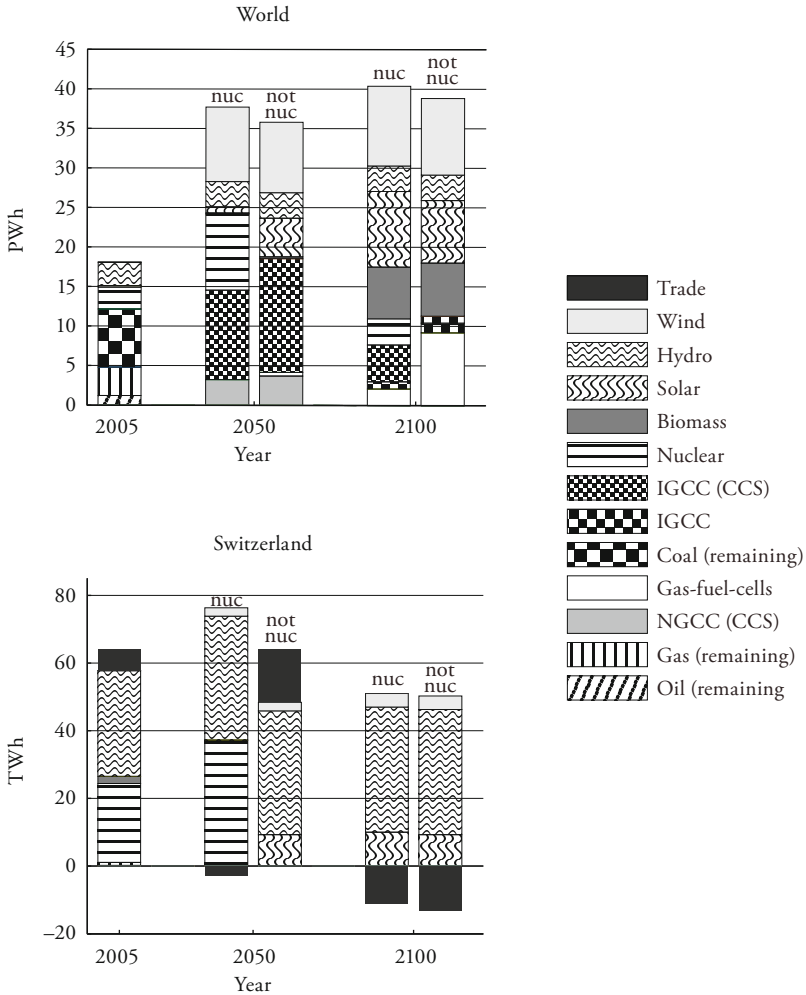 World
45
40
35
30
25
20
15
10
5
0
PWh
nuc
not
nuc
nuc
not
nuc
2005
2050
2100
Year
Trade
Wind
Hydro
Solar
Biomass
Nuclear
IGCC (CCS)
IGCC
Coal (remaining)
Gas-fuel-cells
NGCC (CCS)
Gas (remaining)
Oil (remaining
Switzerland
80
60
40
20
0
–20
TWh
nuc
not
nuc
nuc
not
nuc
2005
2050
2100
Year